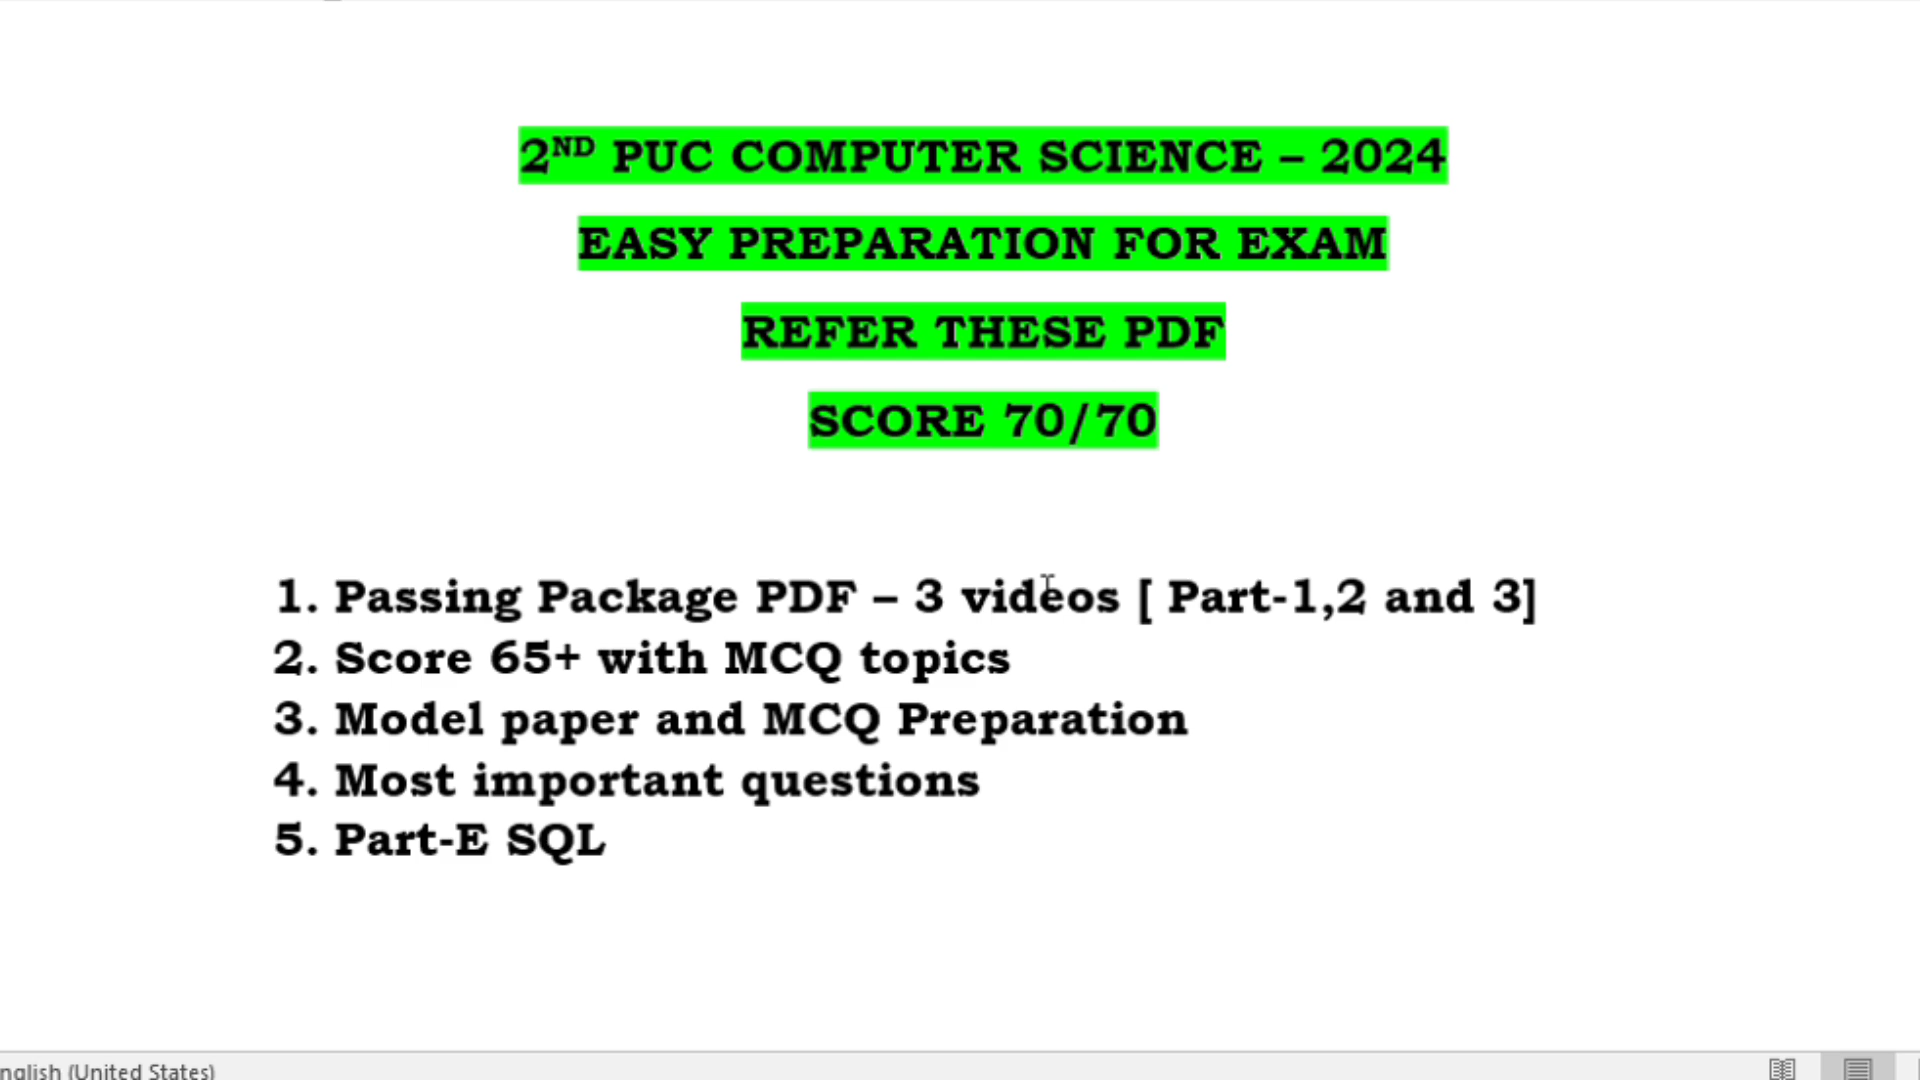 2ND PUC COMPUTER SCIENCE – 2024
EASY PREPARATION FOR EXAM
REFER THESE PDF
SCORE 70/70
1. Passing Package PDF – 3 videos [ Part-1,2 and 3]
2. Score 65+ with MCQ topics
3. Model paper and MCQ Preparation
4. Most important questions
5. Part-E SQL
nglish (United States)